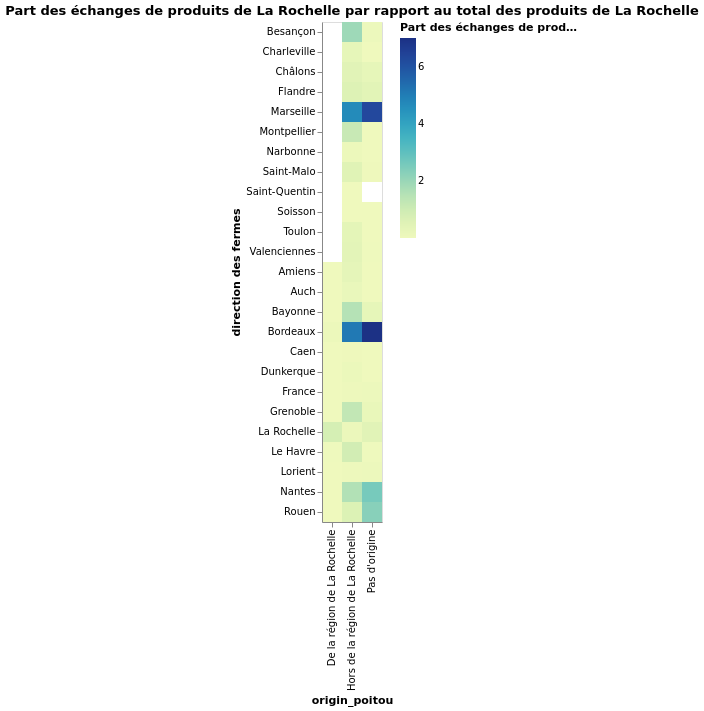 Part des échanges de produits de La Rochelle par rapport au total des produits de La Rochelle
Part des échanges de prod…
6
4
2
direction des fermes
Besançon
Charleville
Châlons
Flandre
Marseille
Montpellier
Narbonne
Saint-Malo
Saint-Quentin
Soisson
Toulon
Valenciennes
Amiens
Auch
Bayonne
Bordeaux
Caen
Dunkerque
France
Grenoble
La Rochelle
Le Havre
Lorient
Nantes
Rouen
De la région de La Rochelle
Hors de la région de La Rochelle
Pas d'origine
origin_poitou